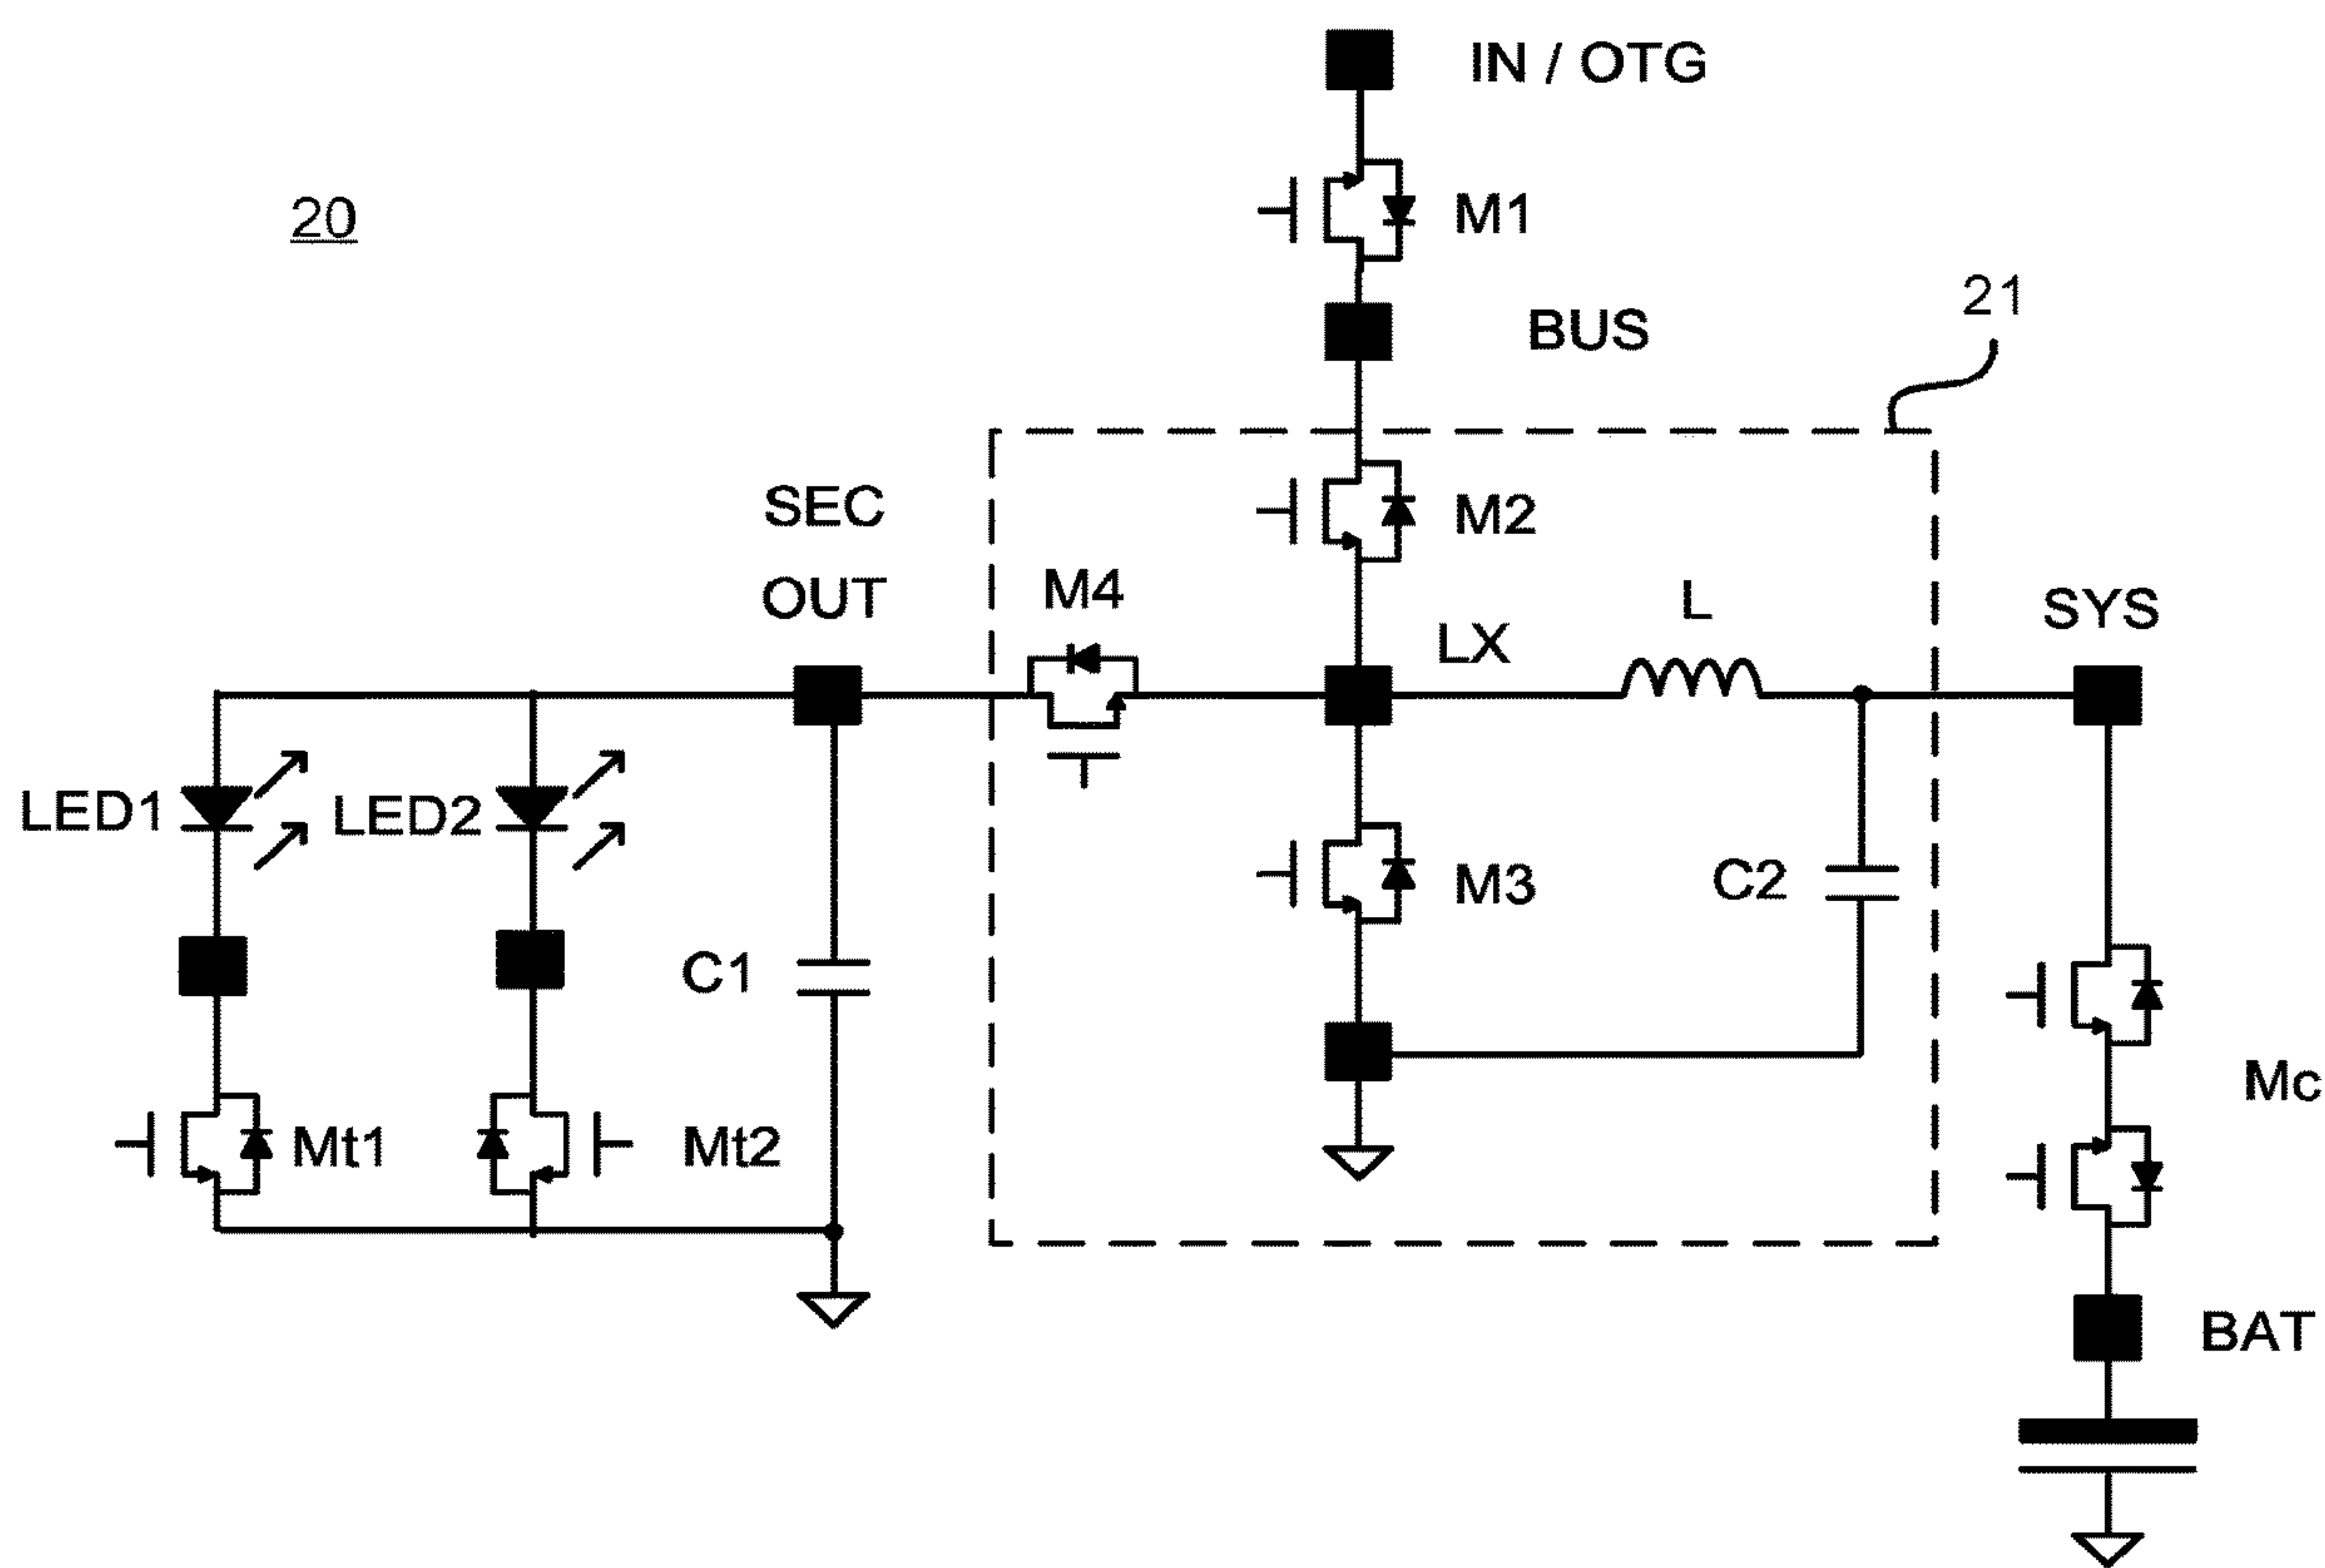 IN / OTG
20
M1
21
BUS
SEC
OUT
M2
M4
LX
L
SYS
LED1
LED2
M3
C2
C1
Mc
Mt1
Mt2
BAT